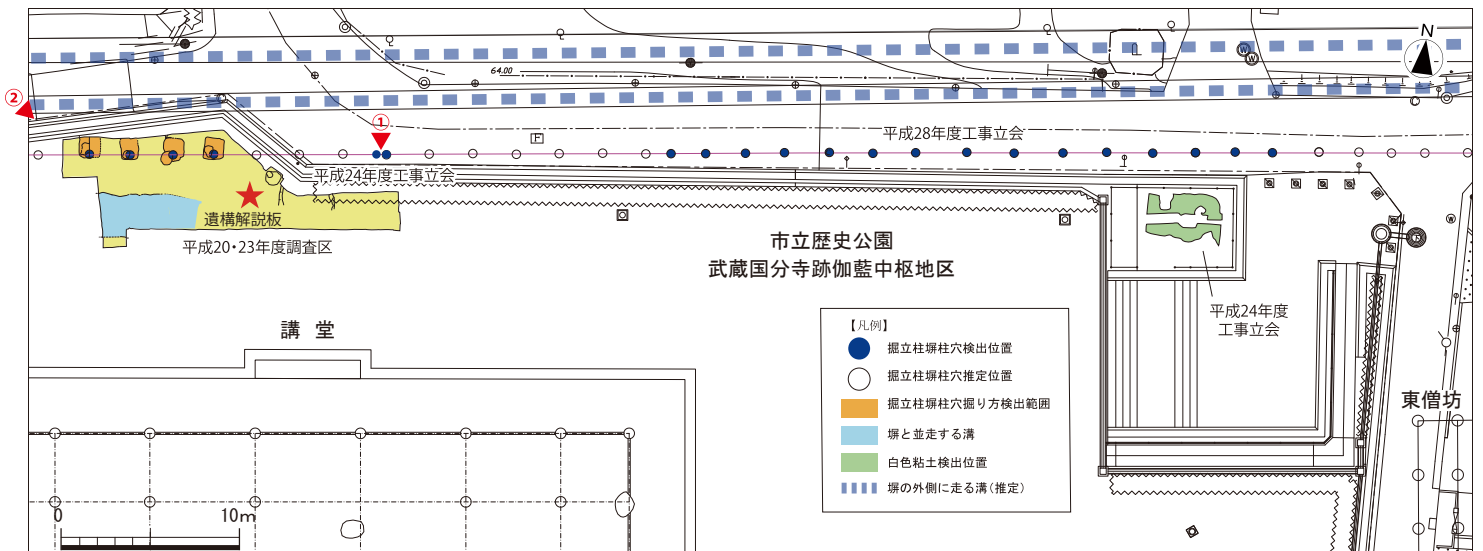 N
64.00
②
①
平成28年度工事立会
平成24年度工事立会
遺構解説板
平成20・23年度調査区
市立歴史公園
武蔵国分寺跡伽藍中枢地区
平成24年度
工事立会
講 堂
【凡例】
掘立柱塀柱穴検出位置
掘立柱塀柱穴推定位置
掘立柱塀柱穴掘り方検出範囲
塀と並走する溝
白色粘土検出位置
塀の外側に走る溝(推定)
東僧坊
0 10m